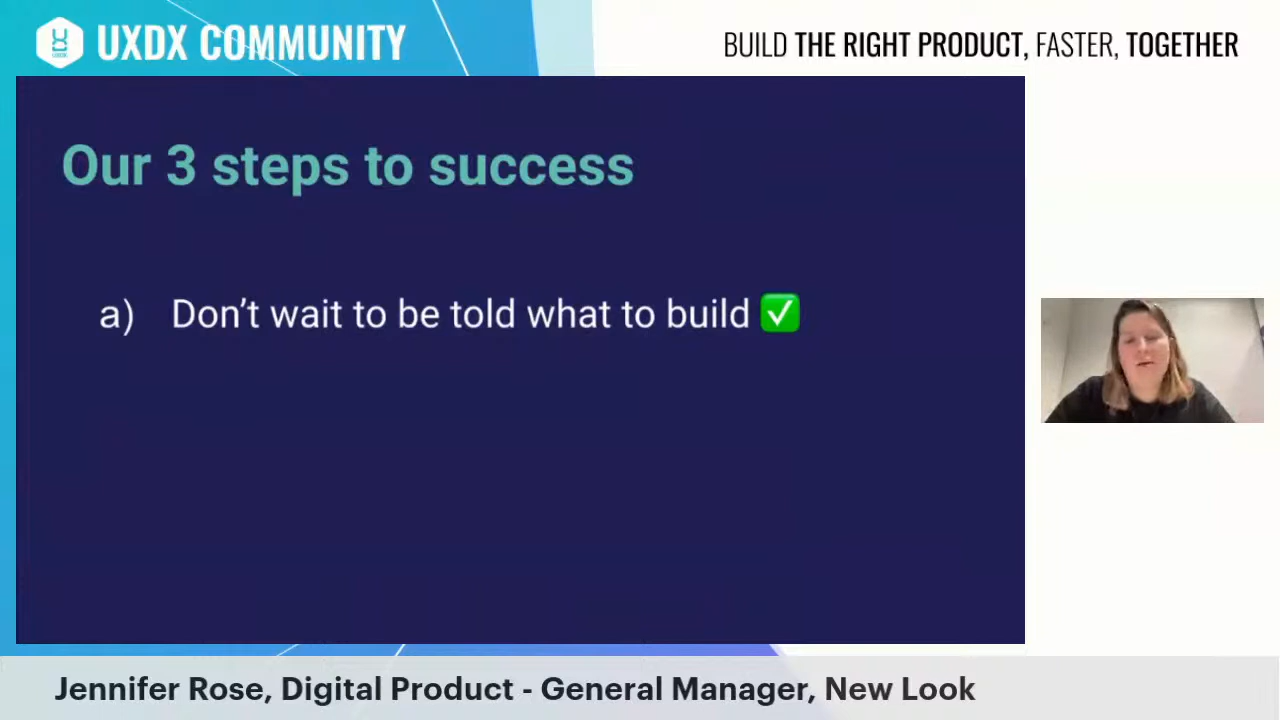 UXDX COMMUNITY
BUILD THE RIGHT PRODUCT, FASTER, TOGETHER
Our 3 steps to success
a) Don’t wait to be told what to build ✅
Jennifer Rose, Digital Product - General Manager, New Look